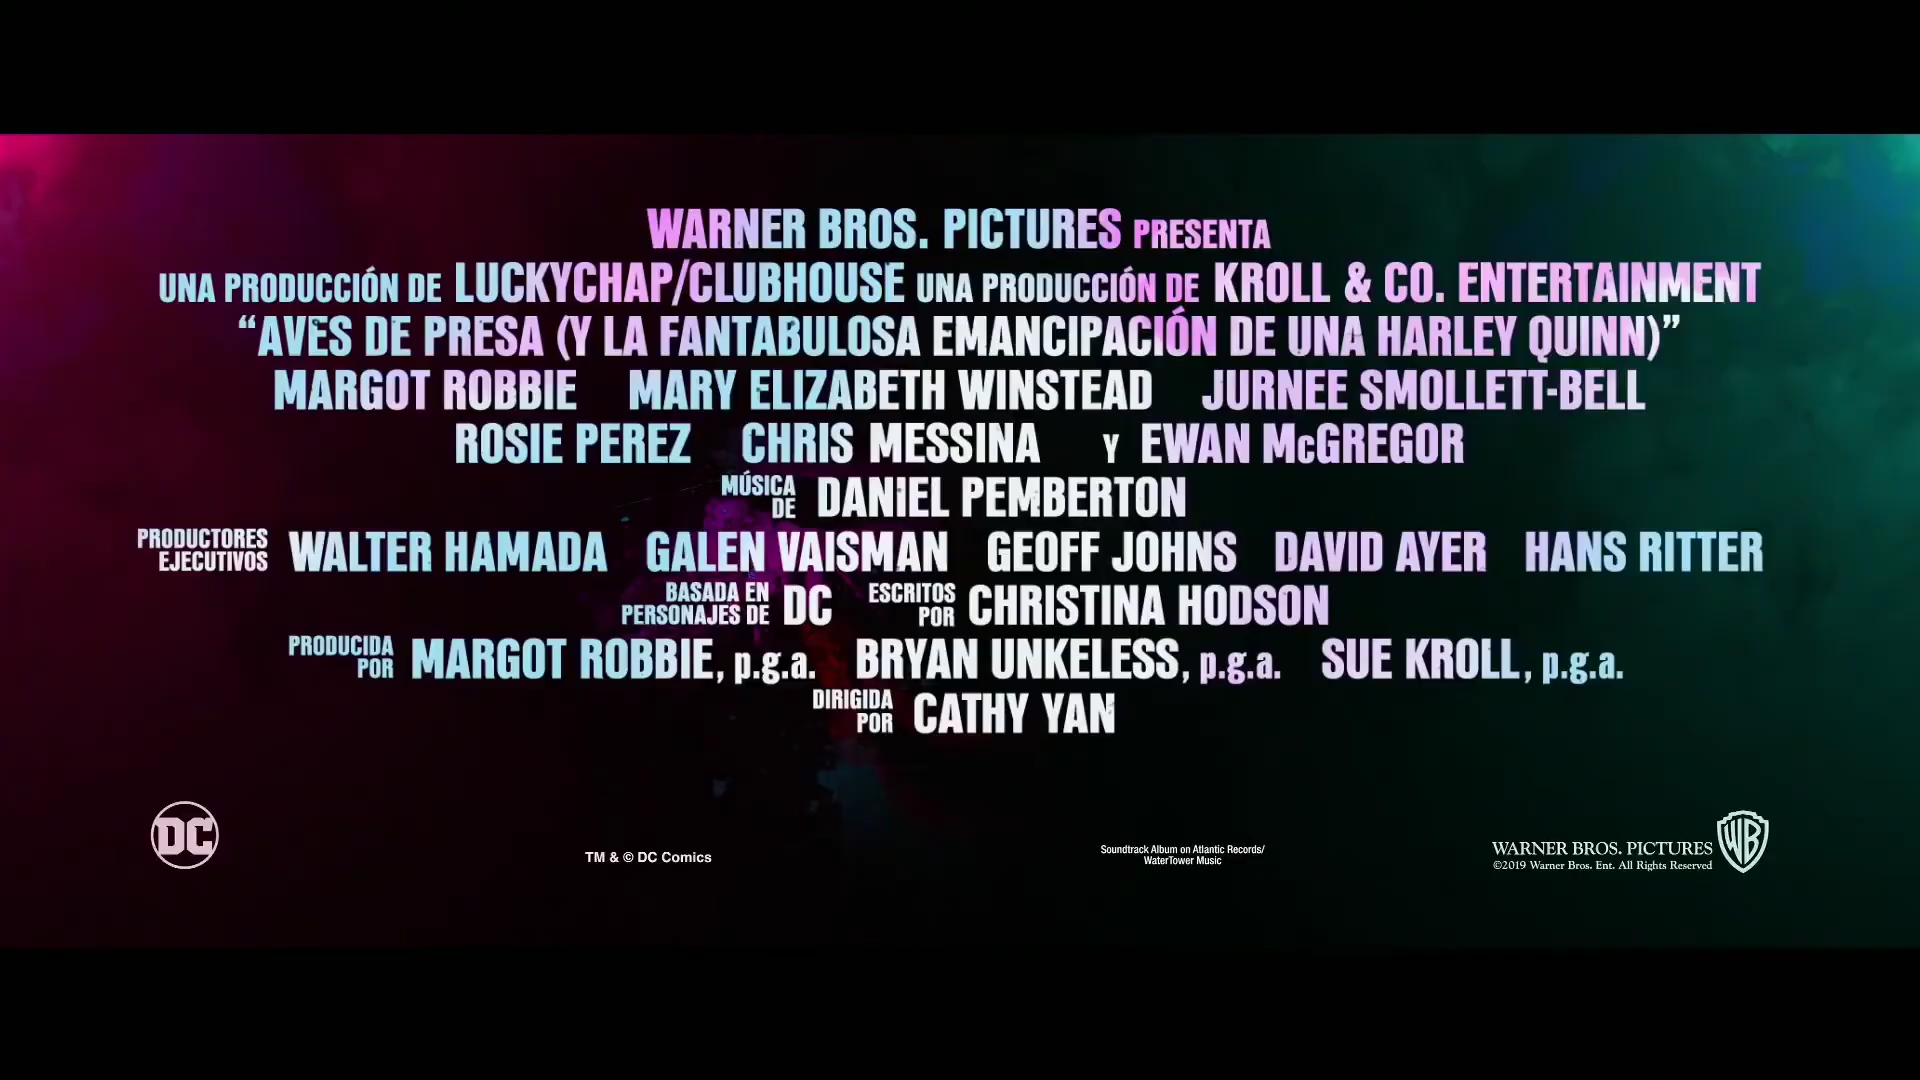 WARNER BROS. PICTURES PRESENTA
UNA PRODUCCIÓN DE LUCKYCHAP/CLUBHOUSE UNA PRODUCCIÓN DE KROLL & CO. ENTERTAINMENT
“AVES DE PRESA (Y LA FANTABULOSA EMANCIPACIÓN DE UNA HARLEY QUINN)”
MARGOT ROBBIE MARY ELIZABETH WINSTEAD JURNEE SMOLLETT-BELL
ROSIE PEREZ CHRIS MESSINA Y EWAN McGREGOR
MÚSICA DE DANIEL PEMBERTON
PRODUCTORES EJECUTIVOS WALTER HAMADA GALEN VAISMAN GEOFF JOHNS DAVID AYER HANS RITTER
BASADA EN PERSONAJES DE DC ESCRITOS POR CHRISTINA HODSON
PRODUCIDA POR MARGOT ROBBIE, p.g.a. BRYAN UNKELESS, p.g.a. SUE KROLL, p.g.a.
DIRIGIDA POR CATHY YAN
DC
TM & © DC Comics
Soundtrack Album on Atlantic Records/
WaterTower Music
WARNER BROS. PICTURES
©2019 Warner Bros. Ent. All Rights Reserved
WB